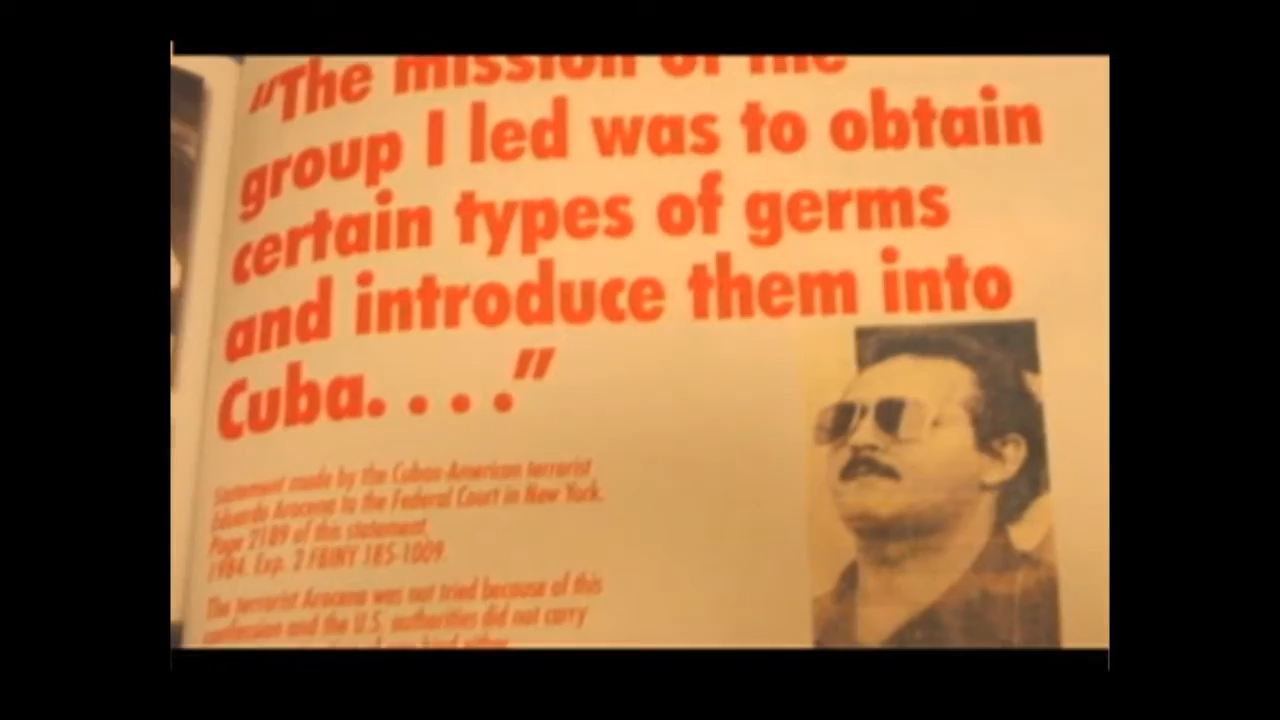 "The mission of the
group I led was to obtain
certain types of germs
and introduce them into
Cuba. . . ."
Statement made by the Cuban-American terrorist
Eduardo Arocena to the Federal Court in New York.
Page 2189 of this statement,
1984. Exp. 2 FBINY 185-1009.
The terrorist Arocena was not tried because of this
confession and the U.S. authorities did not carry